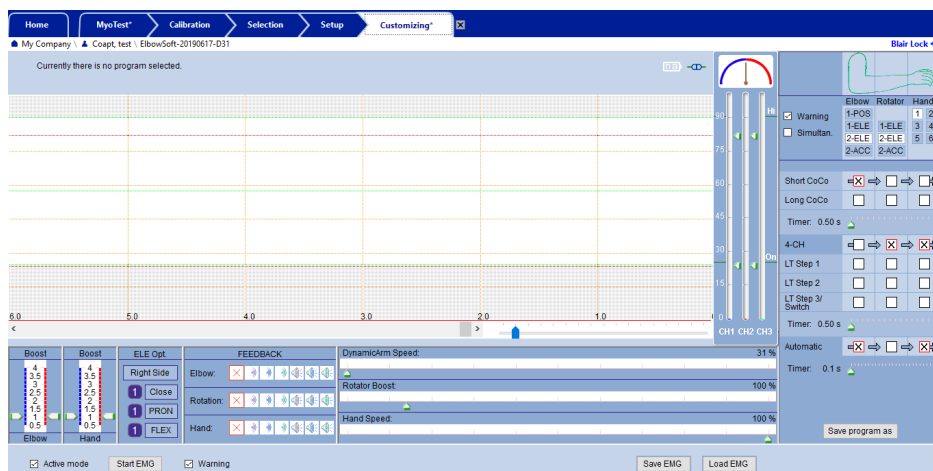 Home MyoTest* Calibration Selection Setup Customizing*
My Company \ Coapt, test \ ElbowSoft-20190617-D31 Blair Lock
Currently there is no program selected.
n.a.
90
75
60
45
30
15
0
Hi
On
CH1 CH2 CH3
6.0 5.0 4.0 3.0 2.0 1.0 0
Elbow Rotator Hand
Warning
Simultan.
1-POS 1 2
1-ELE 1-ELE 3 4
2-ELE 2-ELE 5 6
2-ACC 2-ACC
Short CoCo
Long CoCo
Timer: 0.50 s
4-CH
LT Step 1
LT Step 2
LT Step 3/
Switch
Timer: 0.50 s
Automatic
Timer: 0.1 s
Save program as
Boost
4
3.5
3
2.5
2
1.5
1
0.5
Elbow
Boost
4
3.5
3
2.5
2
1.5
1
0.5
Hand
ELE Opt.
Right Side
1 Close
1 PRON
1 FLEX
FEEDBACK
Elbow:
Rotation:
Hand:
DynamicArm Speed: 31 %
Rotator Boost: 100 %
Hand Speed: 100 %
Active mode Start EMG Warning Save EMG Load EMG